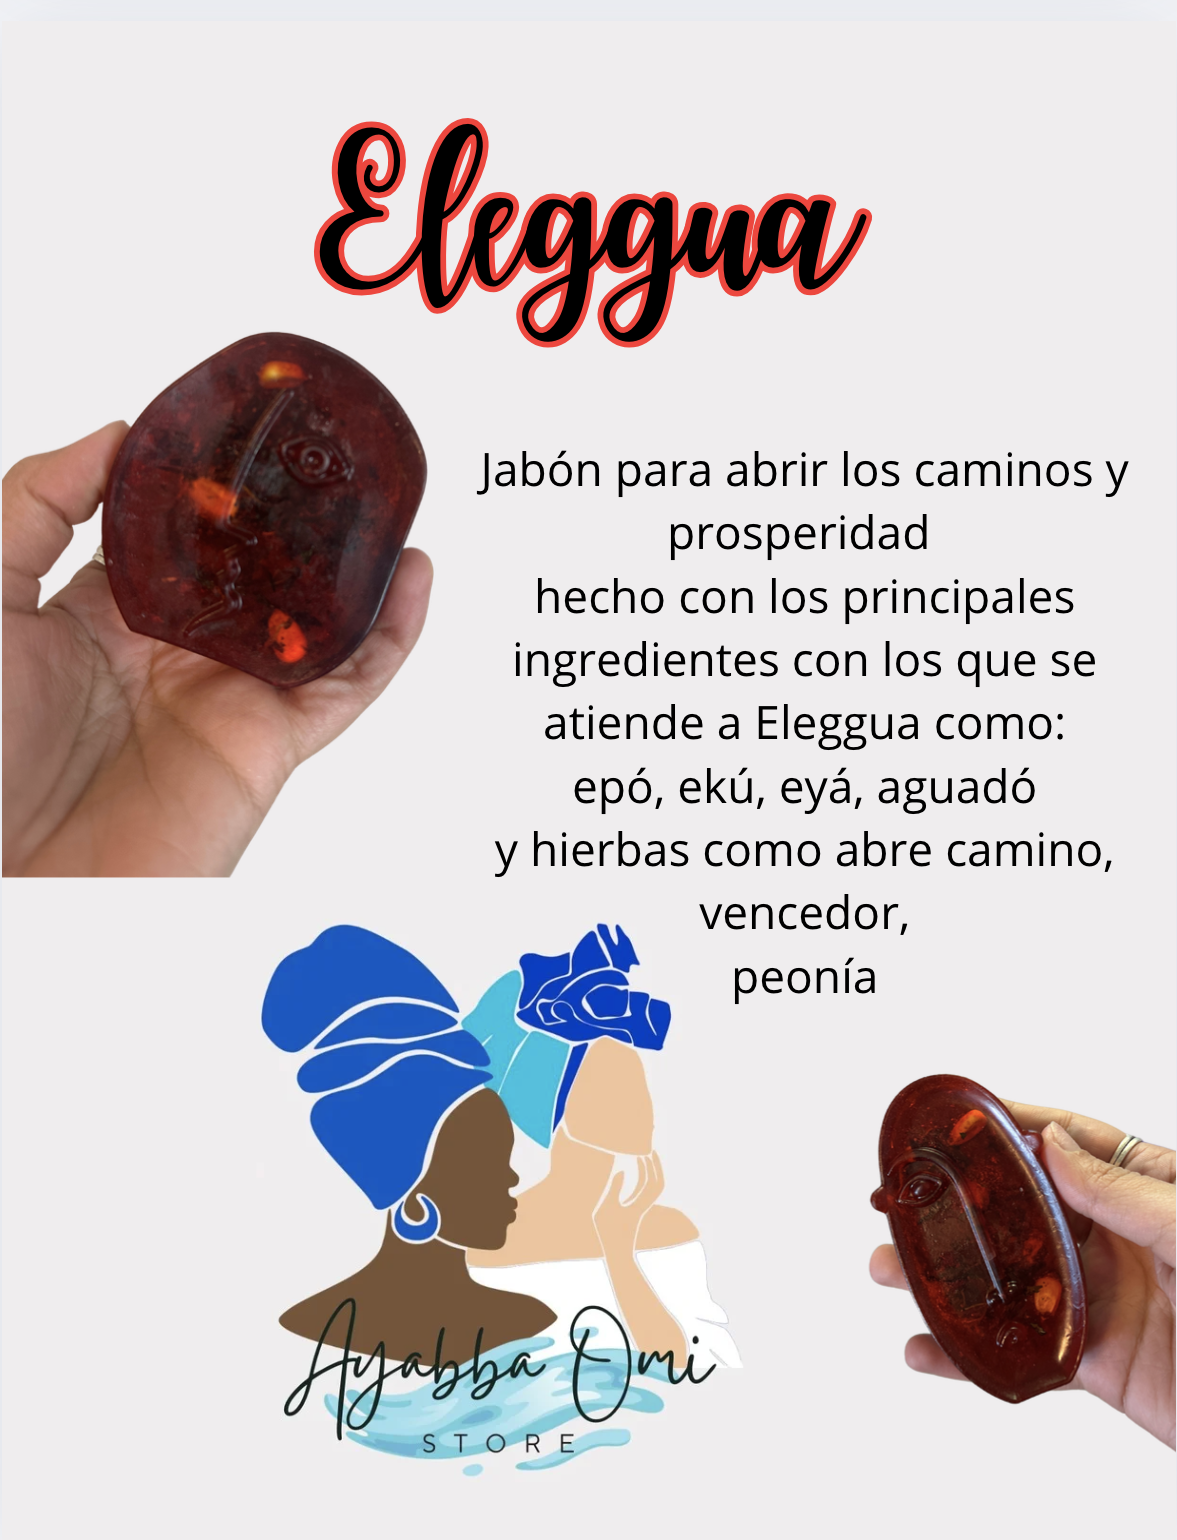 Eleggua
Jabón para abrir los caminos y
prosperidad
hecho con los principales
ingredientes con los que se
atiende a Eleggua como:
epó, ekú, eyá, aguadó
y hierbas como abre camino,
vencedor,
peonía
Ayabba Omi
STORE